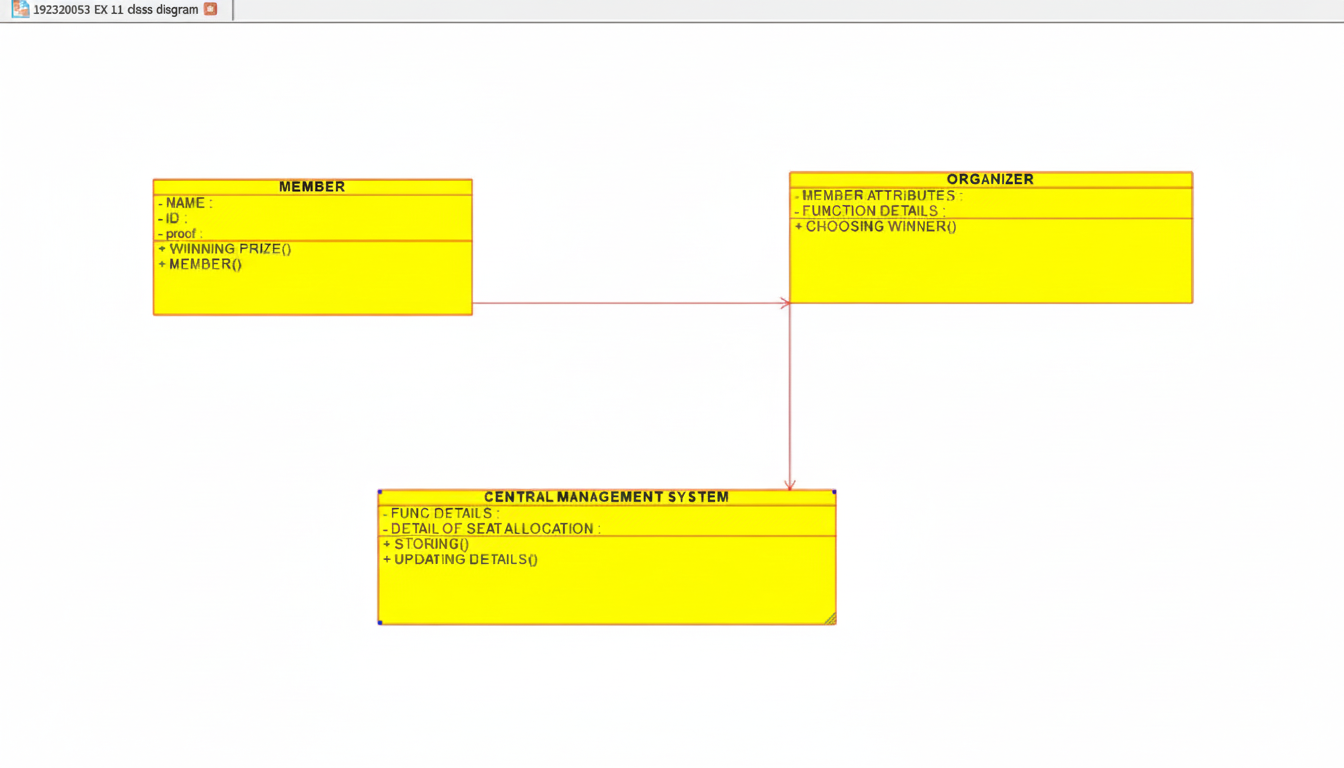 192320053 EX 11 class disgram
MEMBER
- NAME :
- ID :
- proof :
+ WIINNING PRIZE()
+ MEMBER()
ORGANIZER
- MEMBER ATTRIBUTES :
- FUNCTION DETAILS :
+ CHOOSING WINNER()
CENTRAL MANAGEMENT SYSTEM
- FUNC DETAILS :
- DETAIL OF SEAT ALLOCATION :
+ STORING()
+ UPDATING DETAILS()